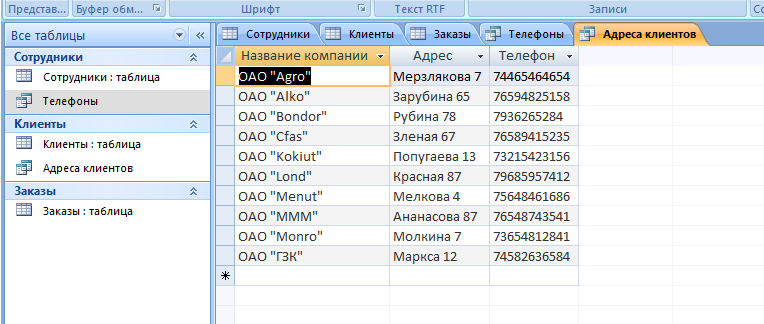 Представ... Буфер обм... Шрифт Текст RTF Записи Со
Все таблицы «
Сотрудники
Сотрудники : таблица
Телефоны
Клиенты
Клиенты : таблица
Адреса клиентов
Заказы
Заказы : таблица
Сотрудники Клиенты Заказы Телефоны Адреса клиентов
Название компании Адрес Телефон
ОАО "Agro" Мерзлякова 7 74465464654
ОАО "Alko" Зарубина 65 76594825158
ОАО "Bondor" Рубина 78 7936265284
ОАО "Cfas" Зленая 67 76589415235
ОАО "Kokiut" Попугаева 13 73215423156
ОАО "Lond" Красная 87 79685957412
ОАО "Menut" Мелкова 4 75648461686
ОАО "МММ" Ананасова 87 76548743541
ОАО "Monro" Молкина 7 73654812841
ОАО "ГЗК" Маркса 12 74582636584